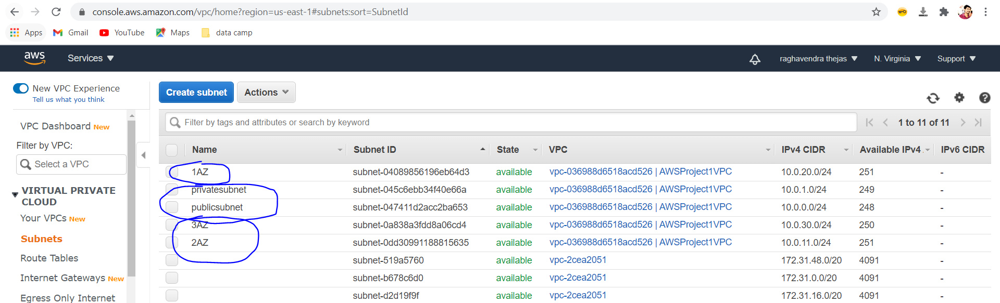 console.aws.amazon.com/vpc/home?region=us-east-1#subnets:sort=SubnetId
Apps Gmail YouTube Maps data camp
aws Services raghavendra thejas N. Virginia Support
New VPC Experience
Tell us what you think
Create subnet Actions
Filter by tags and attributes or search by keyword 1 to 11 of 11
VPC Dashboard New
Filter by VPC:
Select a VPC
VIRTUAL PRIVATE
CLOUD
Your VPCs New
Subnets
Route Tables
Internet Gateways New
Egress Only Internet
Name Subnet ID State VPC IPv4 CIDR Available IPv4 IPv6 CIDR
1AZ subnet-04089856196eb64d3 available vpc-036988d6518acd526 | AWSProject1VPC 10.0.20.0/24 251 -
privatesubnet subnet-045c6ebb34f40e66a available vpc-036988d6518acd526 | AWSProject1VPC 10.0.1.0/24 249 -
publicsubnet subnet-047411d2acc2ba653 available vpc-036988d6518acd526 | AWSProject1VPC 10.0.0.0/24 248 -
3AZ subnet-0a838a3fdd8a06cd4 available vpc-036988d6518acd526 | AWSProject1VPC 10.0.30.0/24 250 -
2AZ subnet-0dd30991188815635 available vpc-036988d6518acd526 | AWSProject1VPC 10.0.11.0/24 251 -
subnet-519a5760 available vpc-2cea2051 172.31.48.0/20 4091 -
subnet-b678c6d0 available vpc-2cea2051 172.31.0.0/20 4091 -
subnet-d2d19f9f available vpc-2cea2051 172.31.16.0/20 4091 -